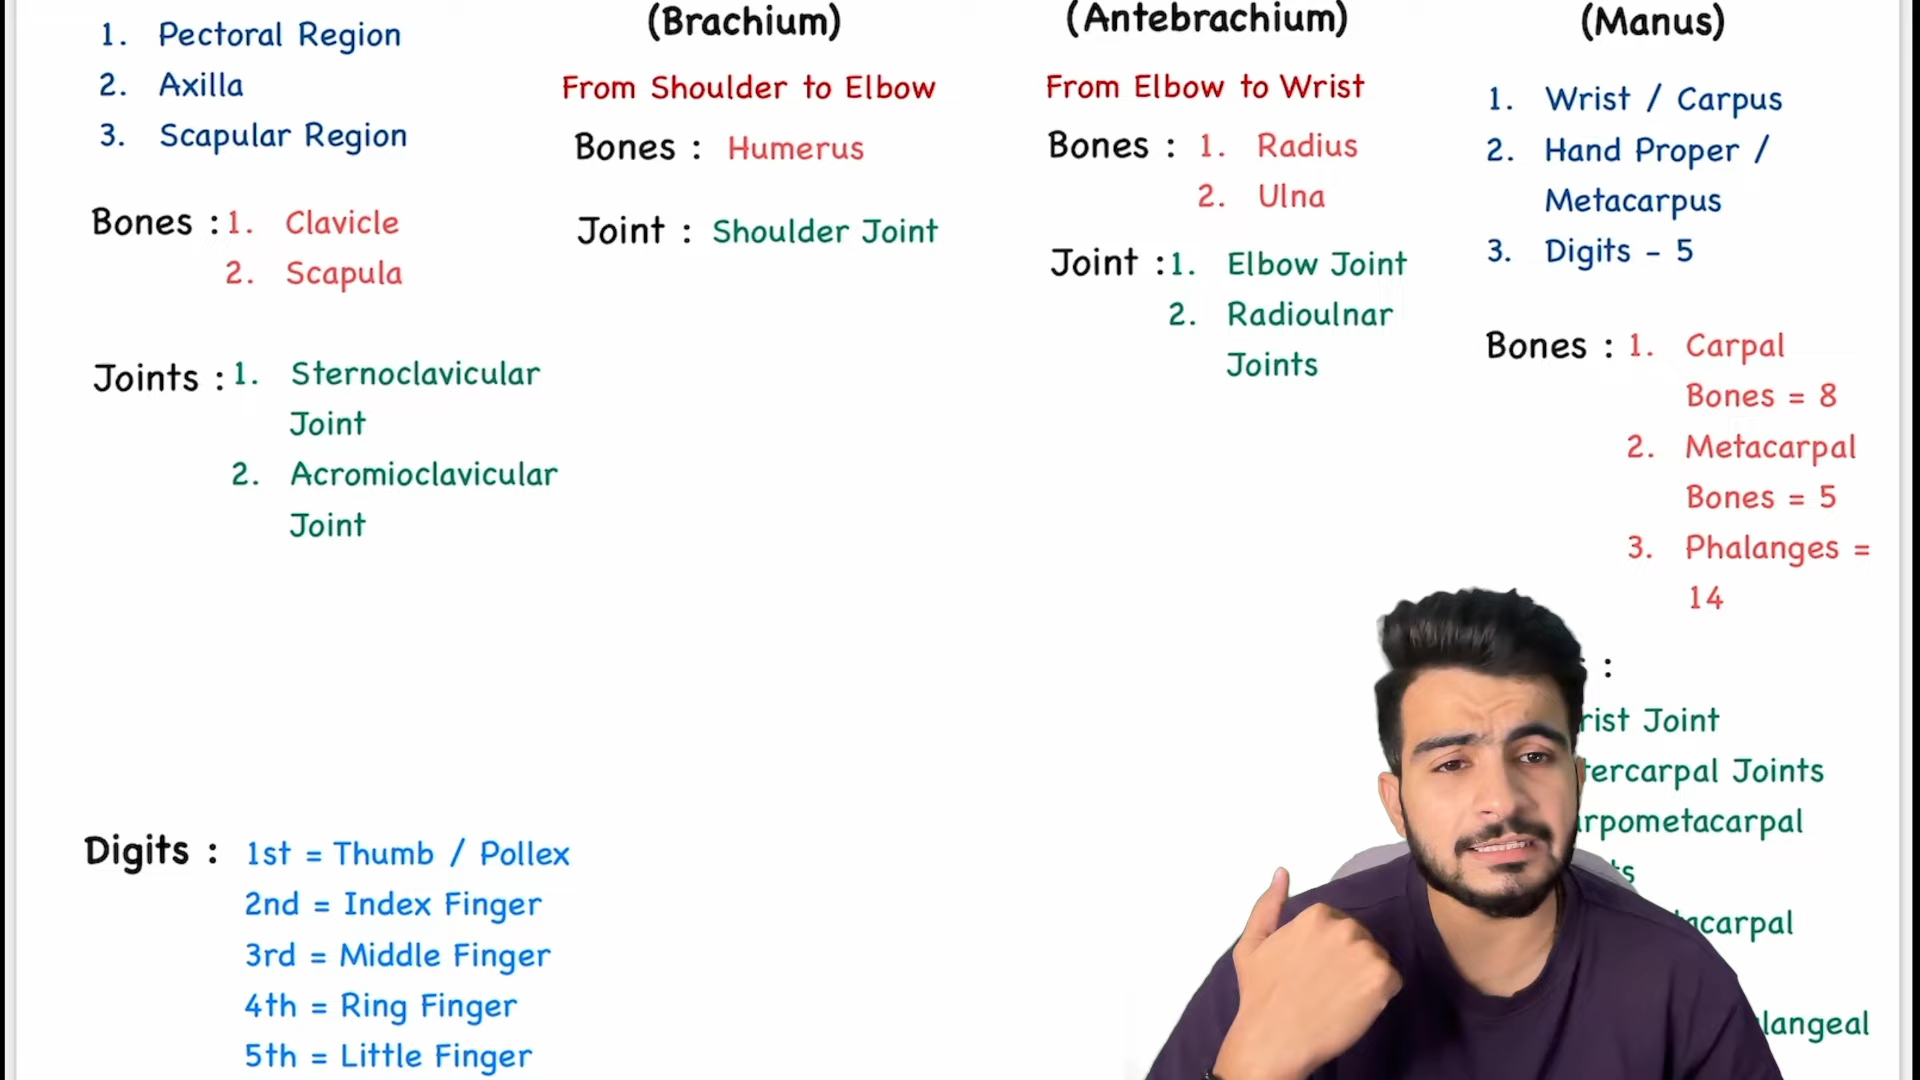 1. Pectoral Region
2. Axilla
3. Scapular Region
Bones : 1. Clavicle
2. Scapula
Joints : 1. Sternoclavicular
Joint
2. Acromioclavicular
Joint
(Brachium)
From Shoulder to Elbow
Bones : Humerus
Joint : Shoulder Joint
(Antebrachium)
From Elbow to Wrist
Bones : 1. Radius
2. Ulna
Joint : 1. Elbow Joint
2. Radioulnar
Joints
(Manus)
1. Wrist / Carpus
2. Hand Proper /
Metacarpus
3. Digits - 5
Bones : 1. Carpal
Bones = 8
2. Metacarpal
Bones = 5
3. Phalanges =
14
:
Joint
Joints
Digits : 1st = Thumb / Pollex
2nd = Index Finger
3rd = Middle Finger
4th = Ring Finger
5th = Little Finger